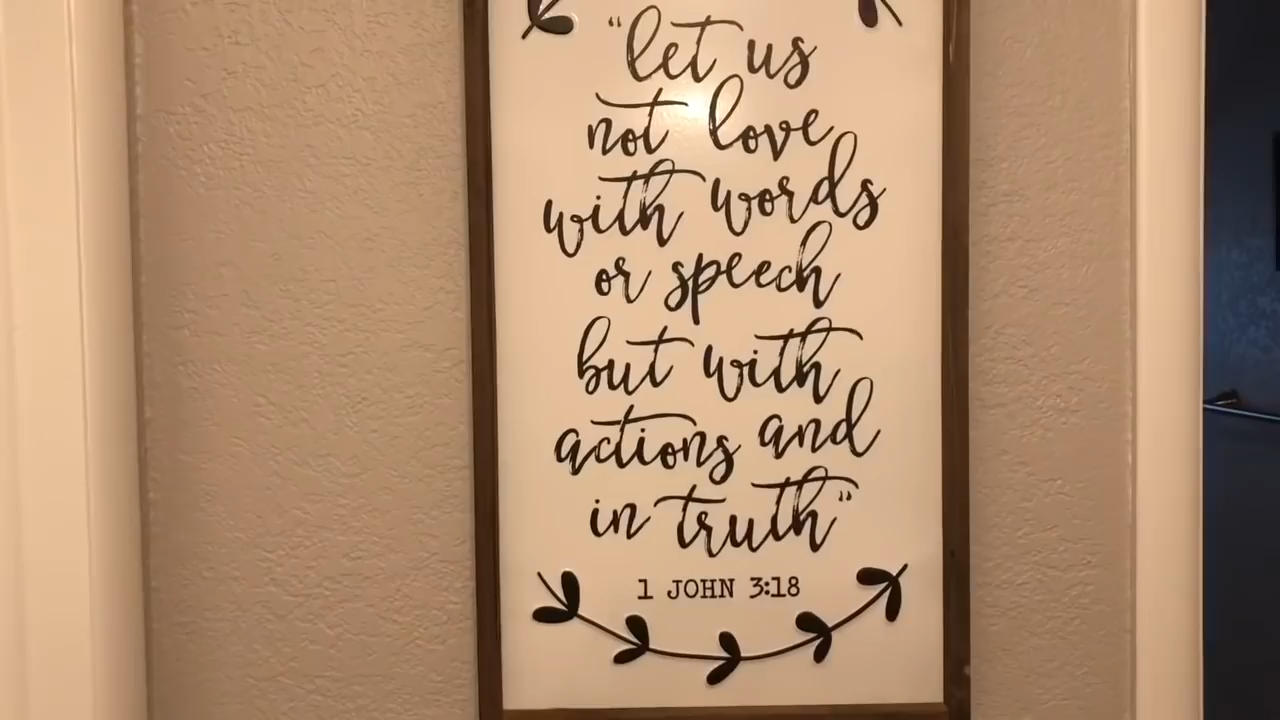 “let us
not love
with words
or speech
but with
actions and
in truth“
1 JOHN 3:18